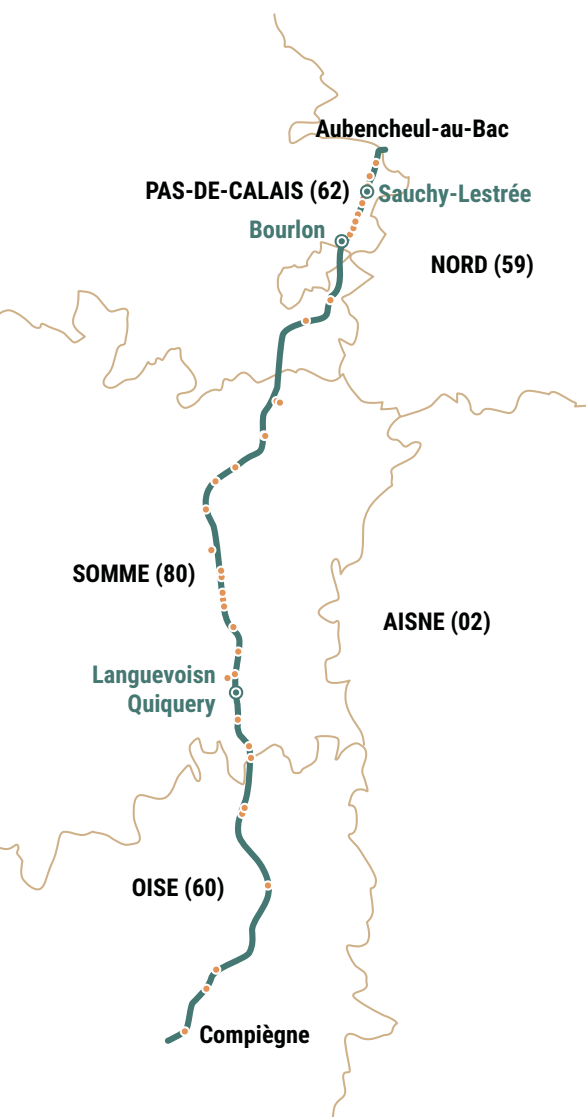 Aubencheul-au-Bac
PAS-DE-CALAIS (62)
Sauchy-Lestrée
Bourlon
NORD (59)
SOMME (80)
AISNE (02)
Languevoisn
Quiquery
OISE (60)
Compiègne